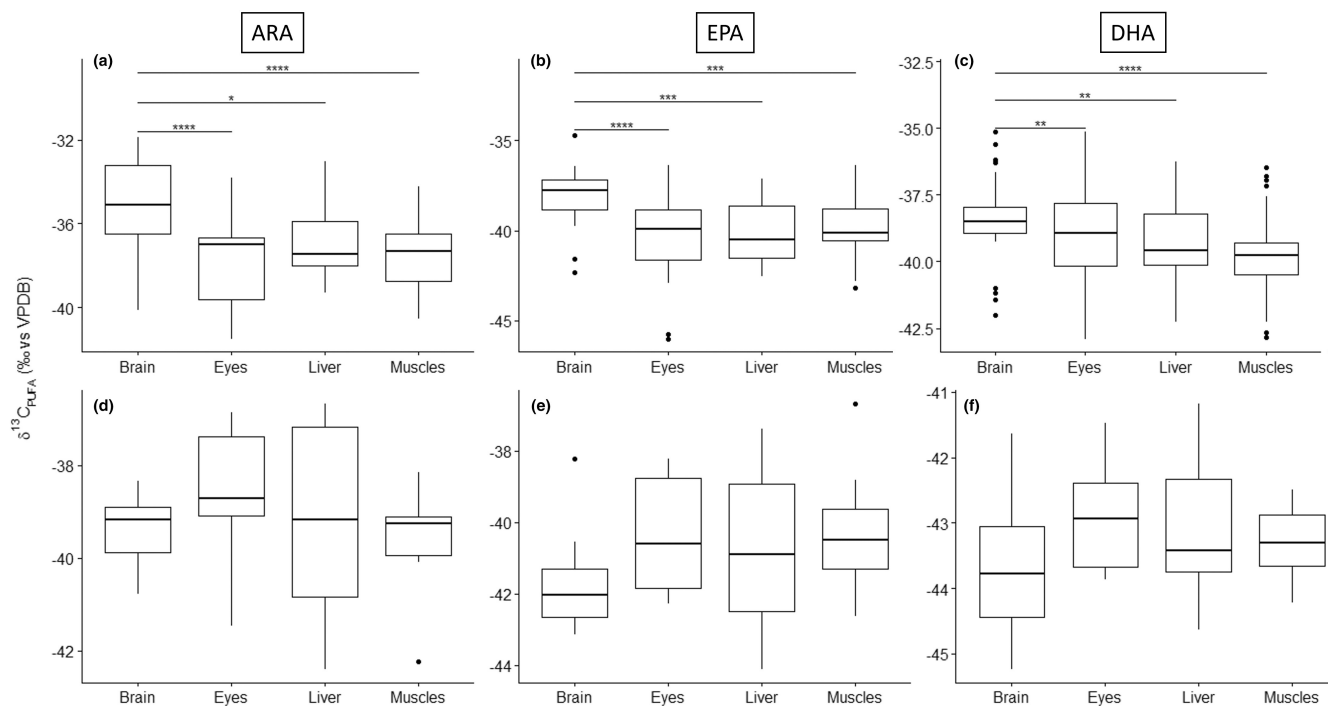 ARA
EPA
DHA
(a)
****
*
****
-32
-36
-40
Brain Eyes Liver Muscles
(b)
***
***
****
-35
-40
-45
Brain Eyes Liver Muscles
(c)
****
**
**
-32.5
-35.0
-37.5
-40.0
-42.5
Brain Eyes Liver Muscles
δ13CPUFA (‰ vs VPDB)
(d)
-38
-40
-42
Brain Eyes Liver Muscles
(e)
-38
-40
-42
-44
Brain Eyes Liver Muscles
(f)
-41
-42
-43
-44
-45
Brain Eyes Liver Muscles